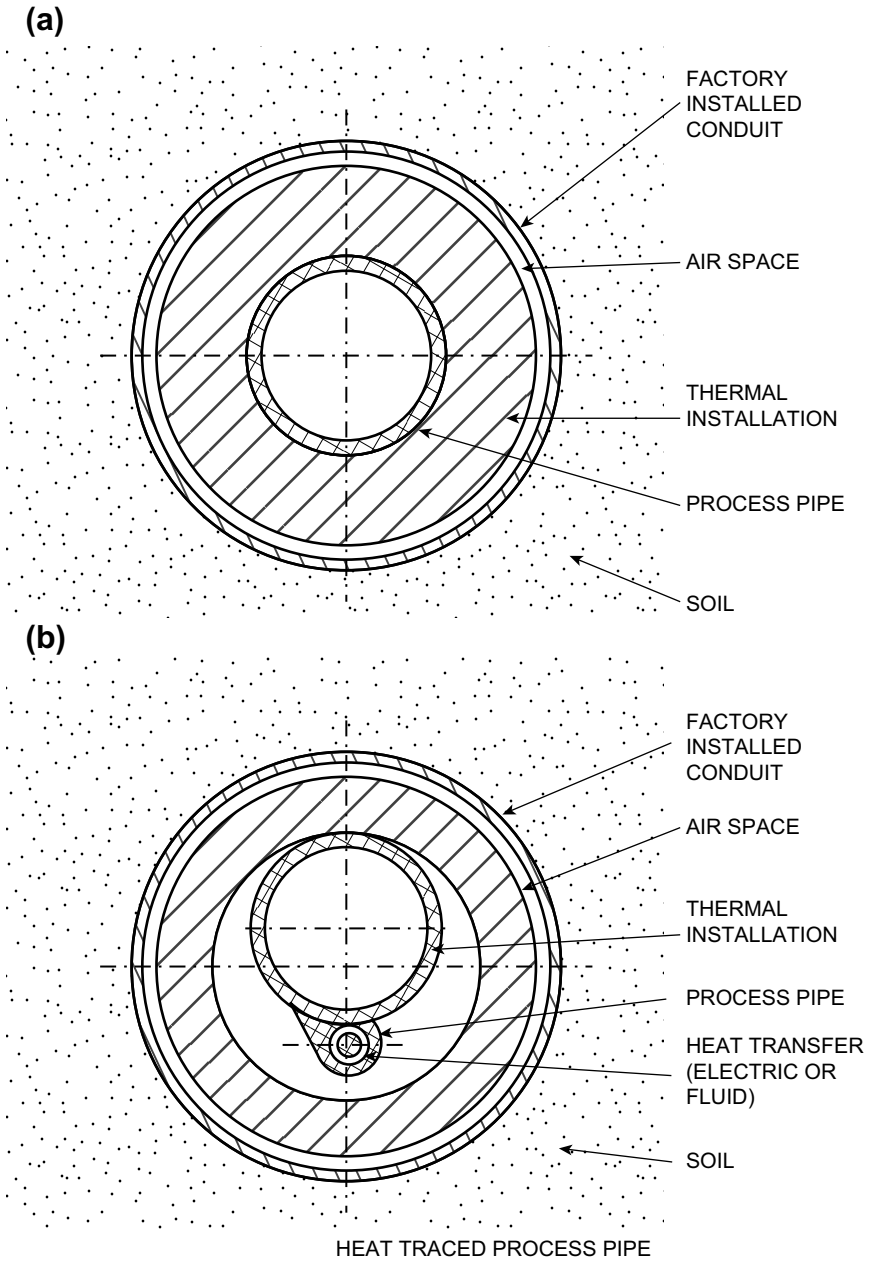 (a)
FACTORY
INSTALLED
CONDUIT
AIR SPACE
THERMAL
INSTALLATION
PROCESS PIPE
SOIL
(b)
FACTORY
INSTALLED
CONDUIT
AIR SPACE
THERMAL
INSTALLATION
PROCESS PIPE
HEAT TRANSFER
(ELECTRIC OR
FLUID)
SOIL
HEAT TRACED PROCESS PIPE